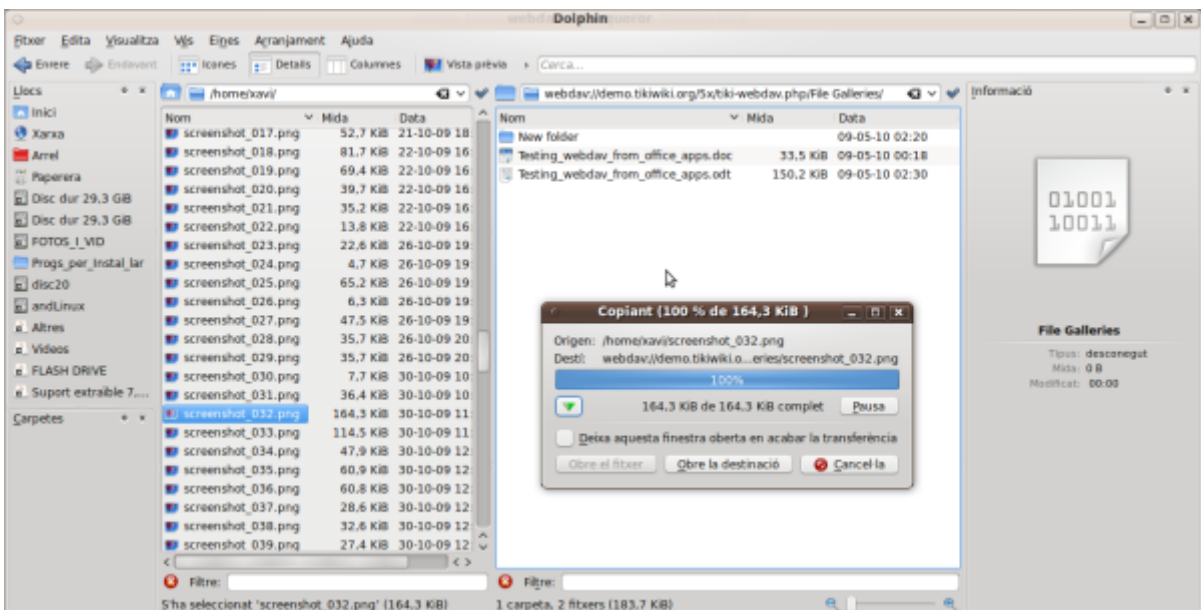 Dolphin
Fitxer Edita Visualitza Vés Eines Arranjament Ajuda
Enrere Endavant Icones Detalls Columnes Vista prèvia Cerca...
Llocs
Inici
Xarxa
Arrel
Paperera
Disc dur 29,3 GiB
Disc dur 29,3 GiB
FOTOS_I_VID
Progs_per_Instal_lar
disc20
andLinux
Altres
Videos
FLASH DRIVE
Suport extraïble 7,...
Carpetes
/home/xavi/
Nom Mida Data
screenshot_017.png 52,7 KiB 21-10-09 18:
screenshot_018.png 81,7 KiB 22-10-09 16:
screenshot_019.png 69,4 KiB 22-10-09 16:
screenshot_020.png 39,7 KiB 22-10-09 16:
screenshot_021.png 35,2 KiB 22-10-09 16:
screenshot_022.png 13,8 KiB 22-10-09 16:
screenshot_023.png 22,6 KiB 26-10-09 19:
screenshot_024.png 4,7 KiB 26-10-09 19:
screenshot_025.png 65,2 KiB 26-10-09 19:
screenshot_026.png 6,3 KiB 26-10-09 19:
screenshot_027.png 47,5 KiB 26-10-09 19:
screenshot_028.png 35,7 KiB 26-10-09 20:
screenshot_029.png 35,7 KiB 26-10-09 20:
screenshot_030.png 7,7 KiB 30-10-09 10:
screenshot_031.png 36,4 KiB 30-10-09 10:
screenshot_032.png 164,3 KiB 30-10-09 11:
screenshot_033.png 114,5 KiB 30-10-09 11:
screenshot_034.png 47,9 KiB 30-10-09 12:
screenshot_035.png 60,9 KiB 30-10-09 12:
screenshot_036.png 60,8 KiB 30-10-09 12:
screenshot_037.png 28,6 KiB 30-10-09 12:
screenshot_038.png 32,6 KiB 30-10-09 12:
screenshot_039.png 27,4 KiB 30-10-09 12:
Filtre:
S'ha seleccionat 'screenshot_032.png' (164,3 KiB)
webdav://demo.tikiwiki.org/5x/tiki-webdav.php/File Galleries/
Nom Mida Data
New folder 09-05-10 02:20
Testing_webdav_from_office_apps.doc 33,5 KiB 09-05-10 00:18
Testing_webdav_from_office_apps.odt 150,2 KiB 09-05-10 02:30
Copiant (100 % de 164,3 KiB )
Origen: /home/xavi/screenshot_032.png
Destí: webdav://demo.tikiwiki.o...eries/screenshot_032.png
100%
164,3 KiB de 164,3 KiB complet Pausa
Deixa aquesta finestra oberta en acabar la transferència
Obre el fitxer Obre la destinació Cancel·la
Filtre:
1 carpeta, 2 fitxers (183,7 KiB)
Informació
01001
10011
File Galleries
Tipus: desconegut
Mida: 0 B
Modificat: 00:00